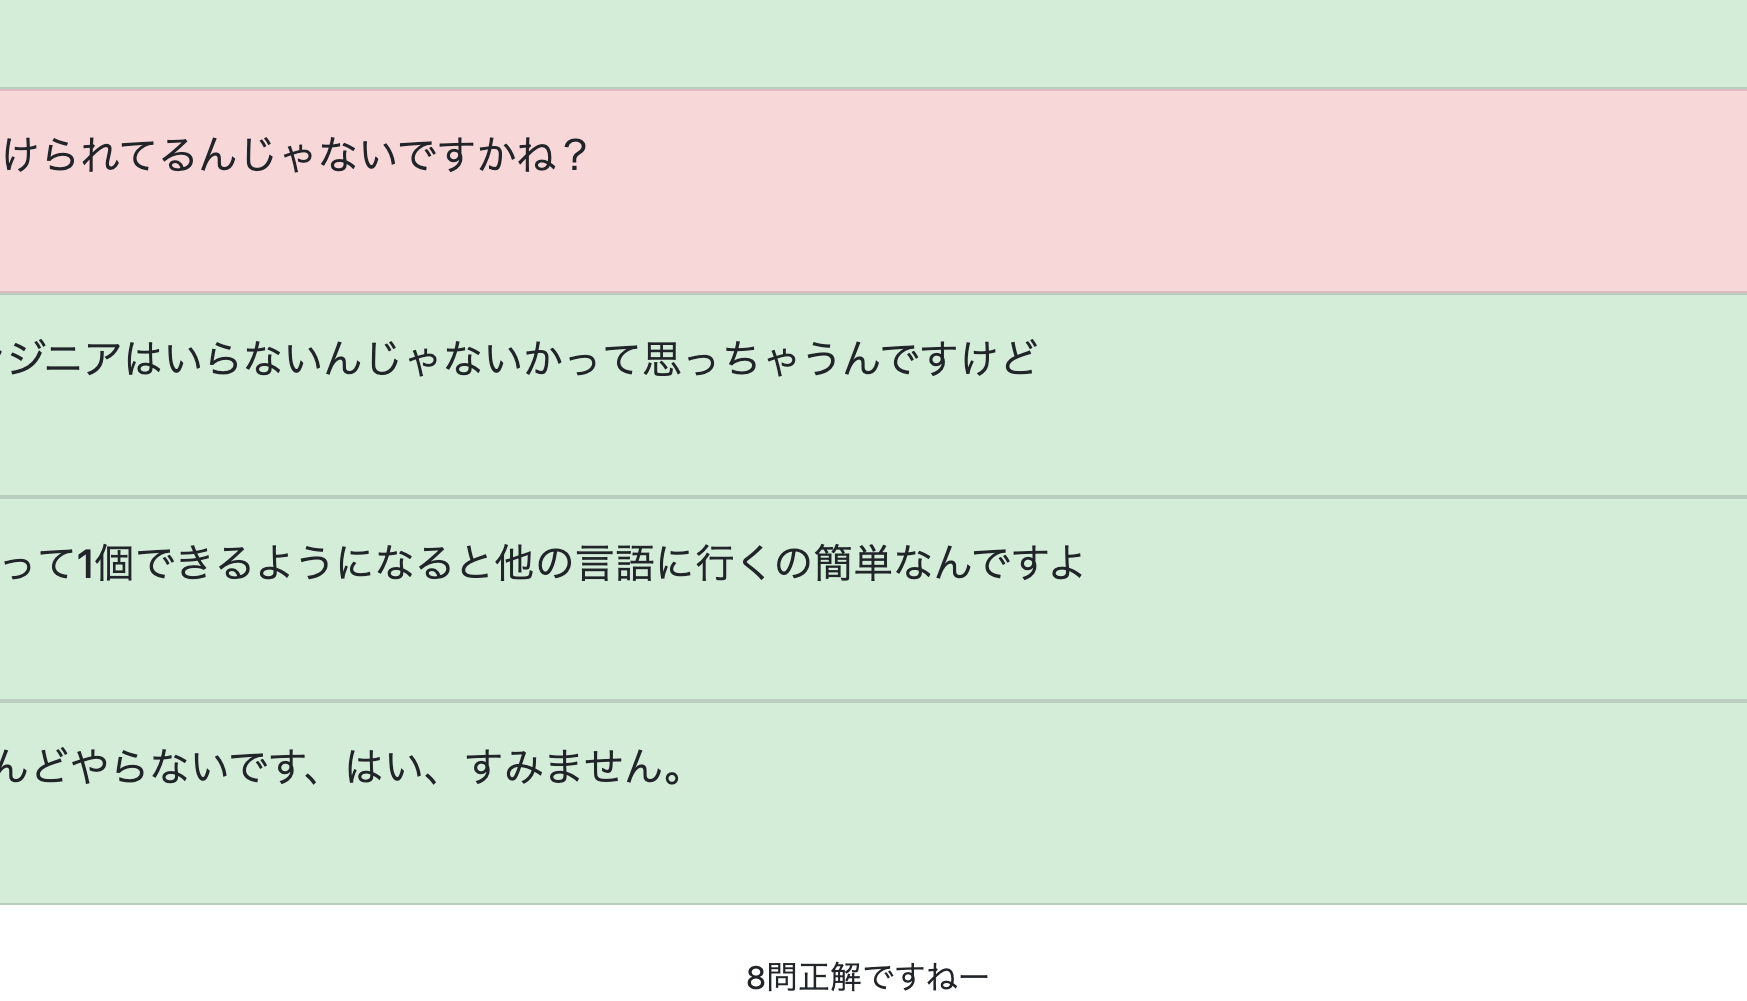 けられてるんじゃないですかね？
ジニアはいらないんじゃないかって思っちゃうんですけど
って1個できるようになると他の言語に行くの簡単なんですよ
んどやらないです、はい、すみません。
8問正解ですねー